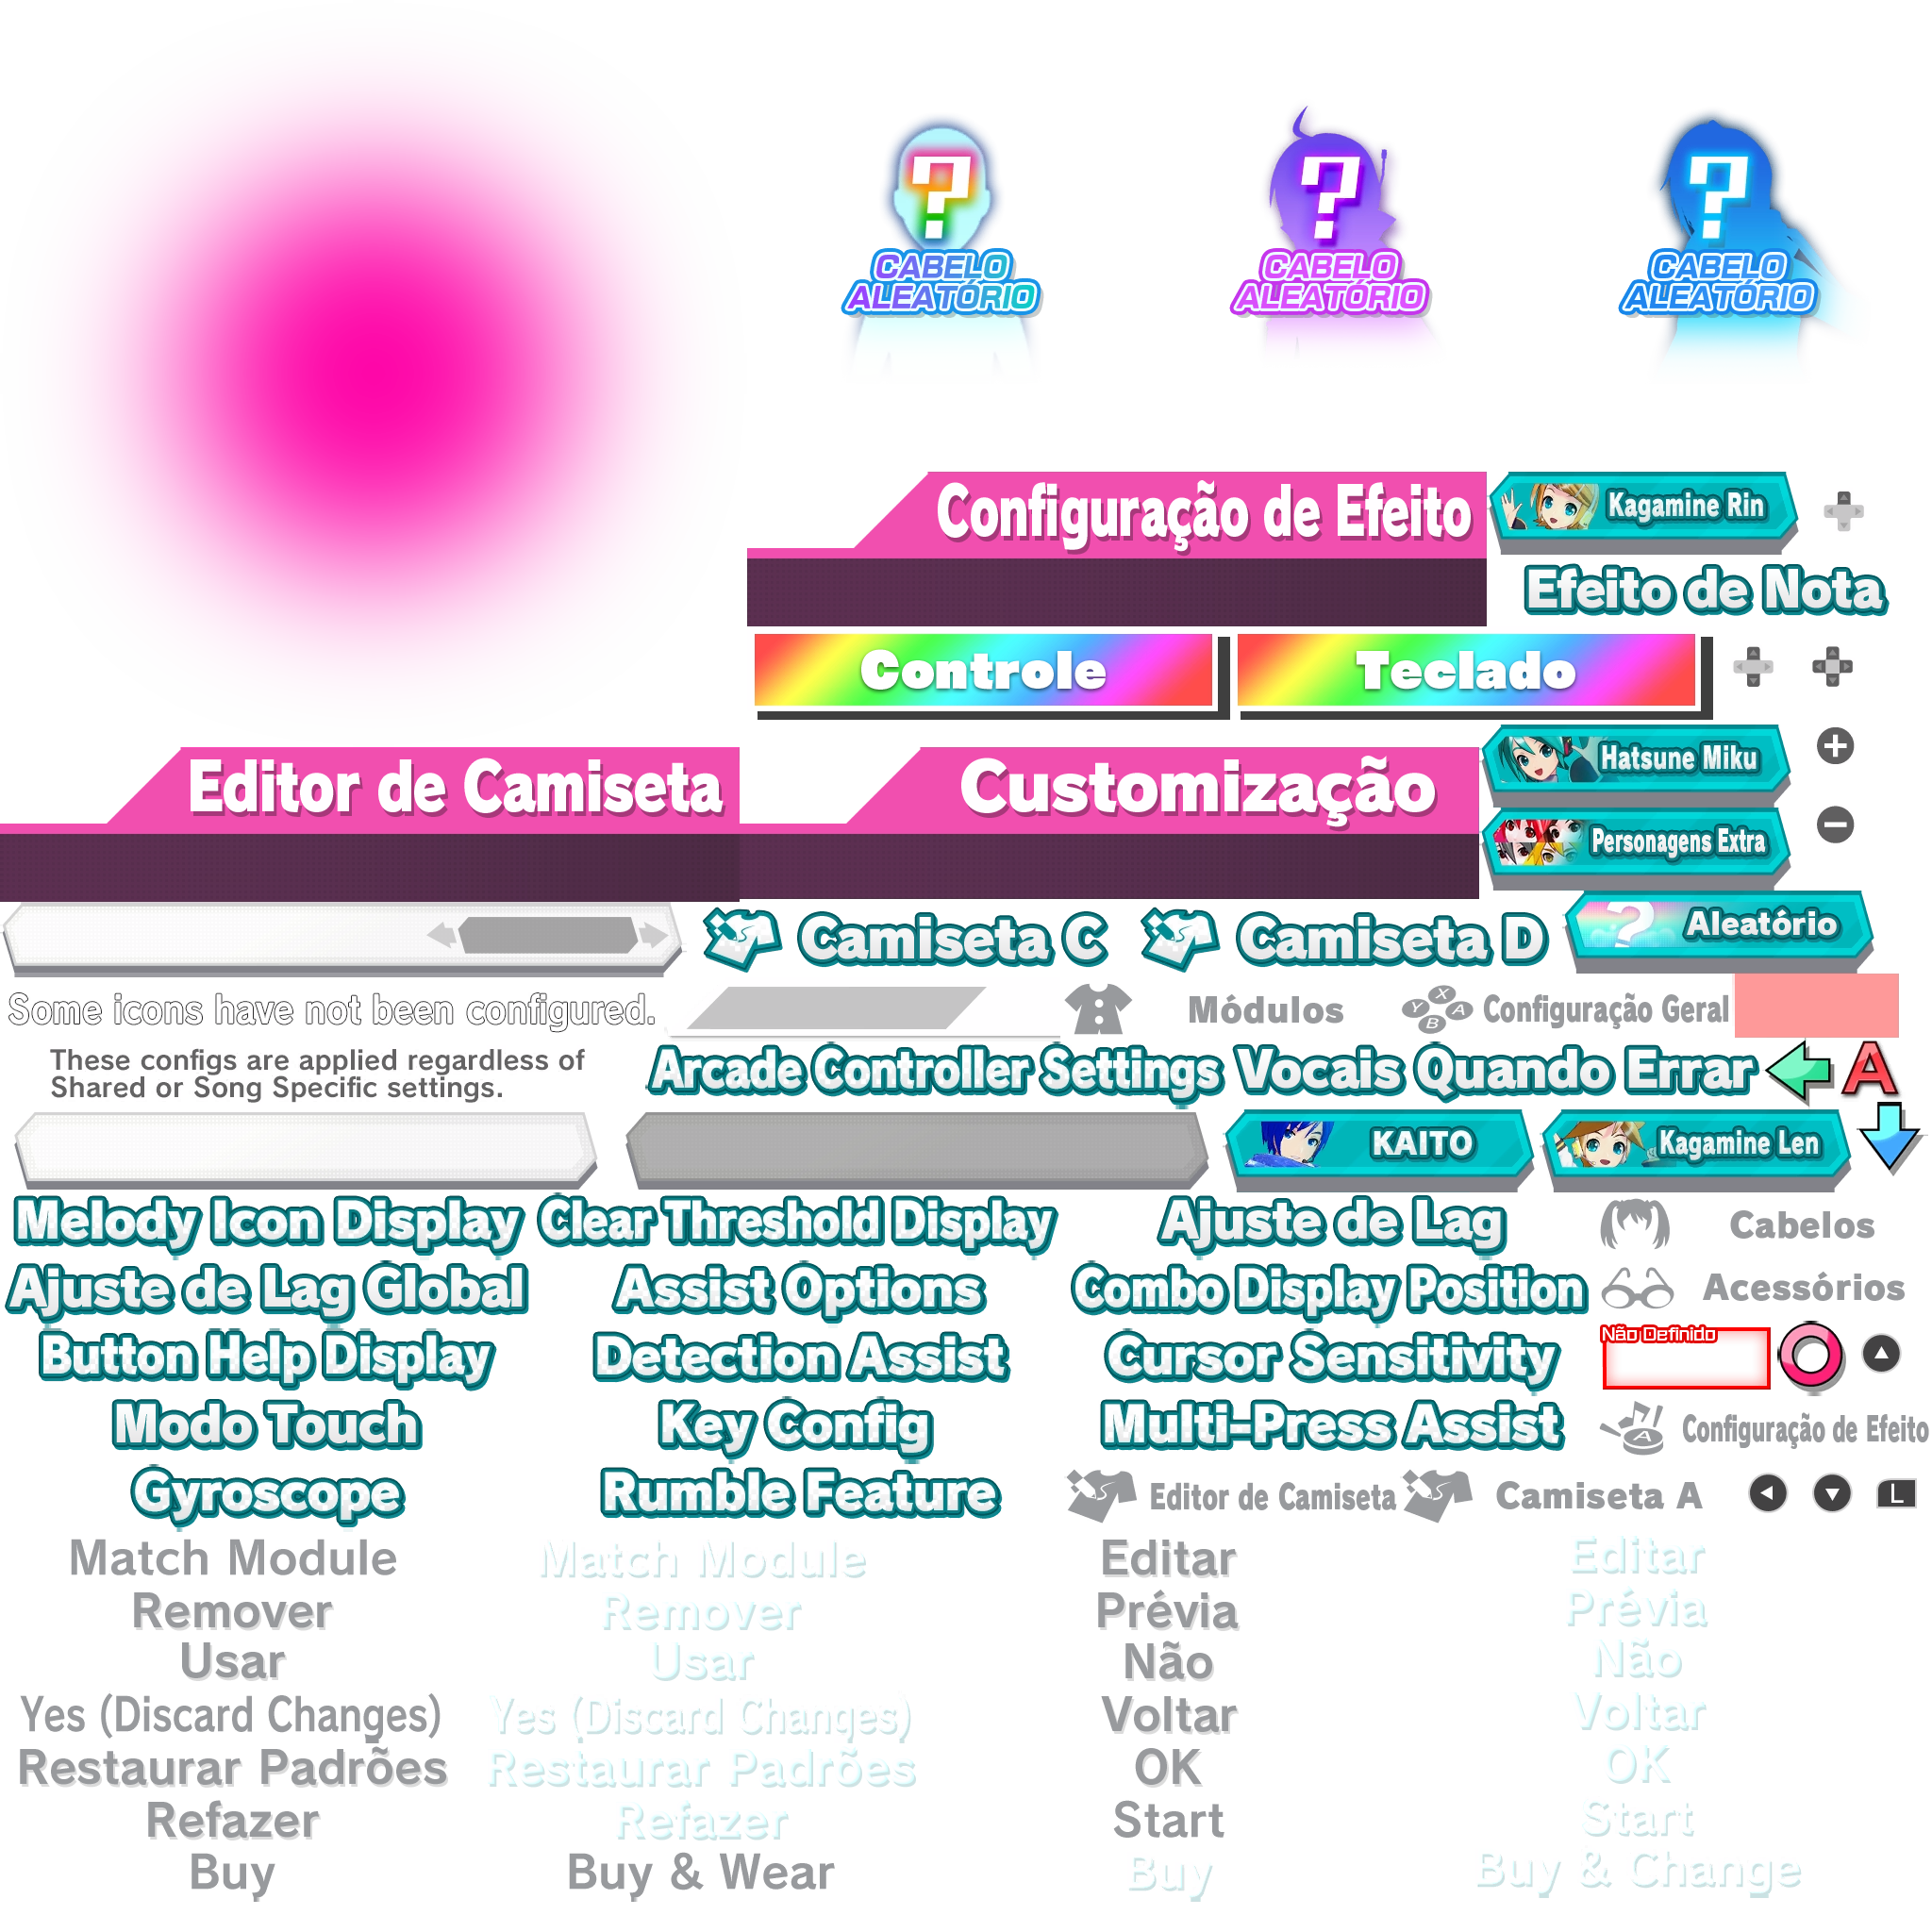 ?
?
?
CABELO
ALEATÓRIO
CABELO
ALEATÓRIO
CABELO
ALEATÓRIO
Configuração de Efeito
Kagamine Rin
Efeito de Nota
Controle
Teclado
Editor de Camiseta
Customização
Hatsune Miku
Personagens Extra
Camiseta C
Camiseta D
?
Aleatório
Some icons have not been configured.
Módulos
Y X B A
Configuração Geral
These configs are applied regardless of
Shared or Song Specific settings.
Arcade Controller Settings
Vocais Quando Errar
A
KAITO
Kagamine Len
Melody Icon Display
Clear Threshold Display
Ajuste de Lag
Cabelos
Ajuste de Lag Global
Assist Options
Combo Display Position
Acessórios
Button Help Display
Detection Assist
Cursor Sensitivity
Não Definido
Modo Touch
Key Config
Multi-Press Assist
A
Configuração de Efeito
Gyroscope
Rumble Feature
Editor de Camiseta
Camiseta A
L
Match Module
Match Module
Editar
Editar
Remover
Remover
Prévia
Prévia
Usar
Usar
Não
Não
Yes (Discard Changes)
Yes (Discard Changes)
Voltar
Voltar
Restaurar Padrões
Restaurar Padrões
OK
OK
Refazer
Refazer
Start
Start
Buy
Buy & Wear
Buy
Buy & Change